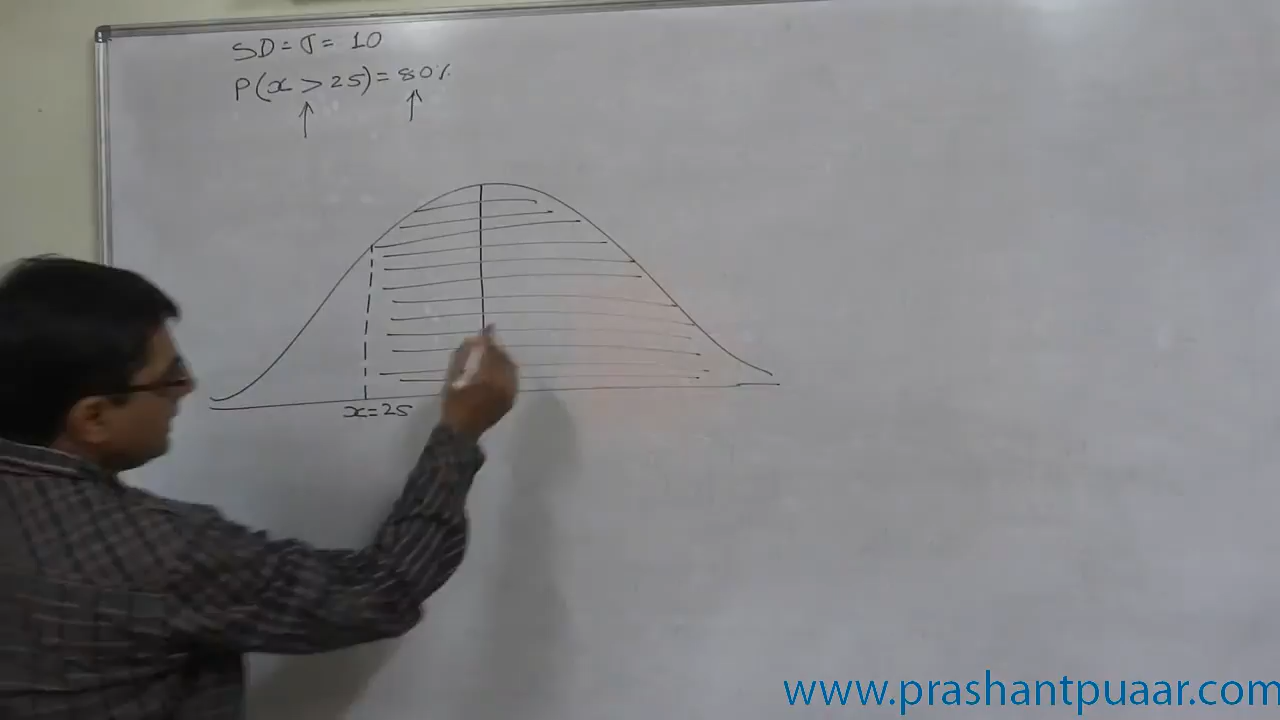 SD = σ = 10
P(x > 25) = 80%
x = 25
www.prashantpuaar.com